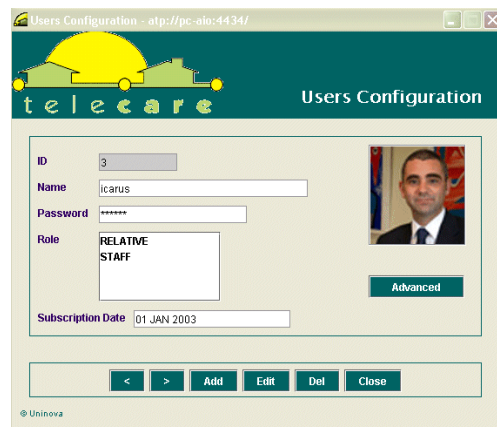 Users Configuration - atp://pc-aio:4434/
telecare
Users Configuration
ID 3
Name icarus
Password ******
Role RELATIVE
STAFF
Advanced
Subscription Date 01 JAN 2003
< > Add Edit Del Close
© Uninova